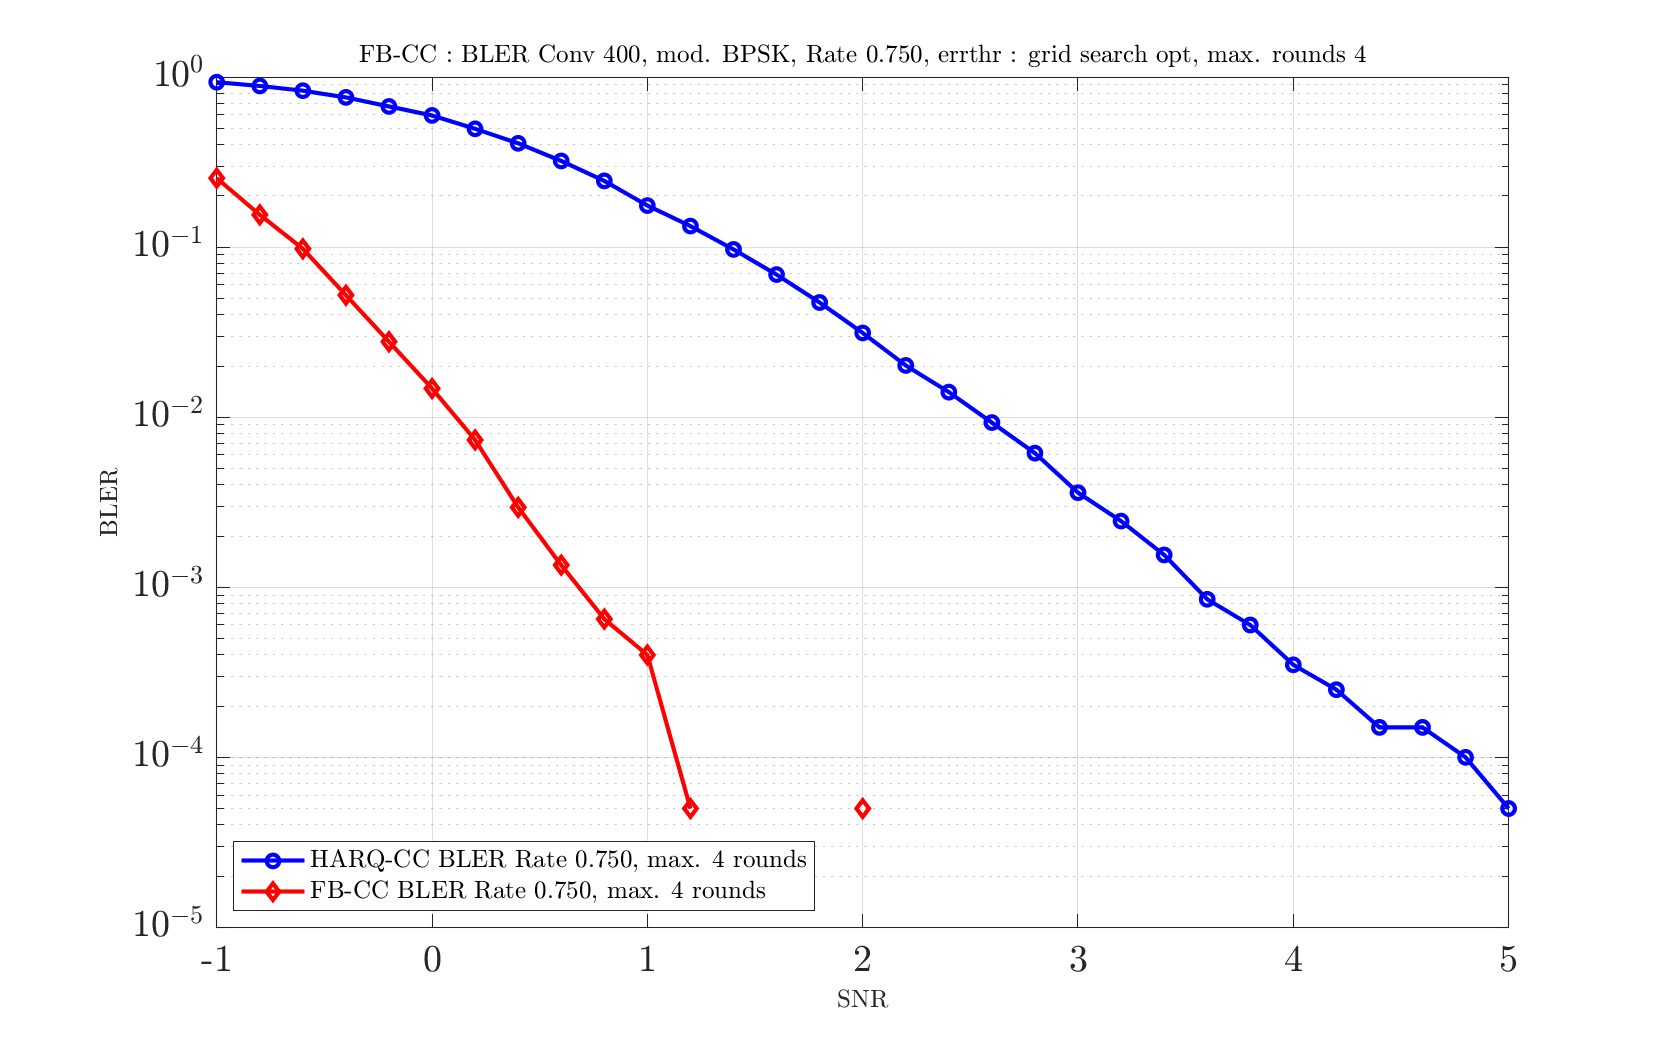 FB-CC : BLER Conv 400, mod. BPSK, Rate 0.750, errthr : grid search opt, max. rounds 4
10^0
10^-1
10^-2
10^-3
10^-4
10^-5
BLER
HARQ-CC BLER Rate 0.750, max. 4 rounds
FB-CC BLER Rate 0.750, max. 4 rounds
-1 0 1 2 3 4 5
SNR